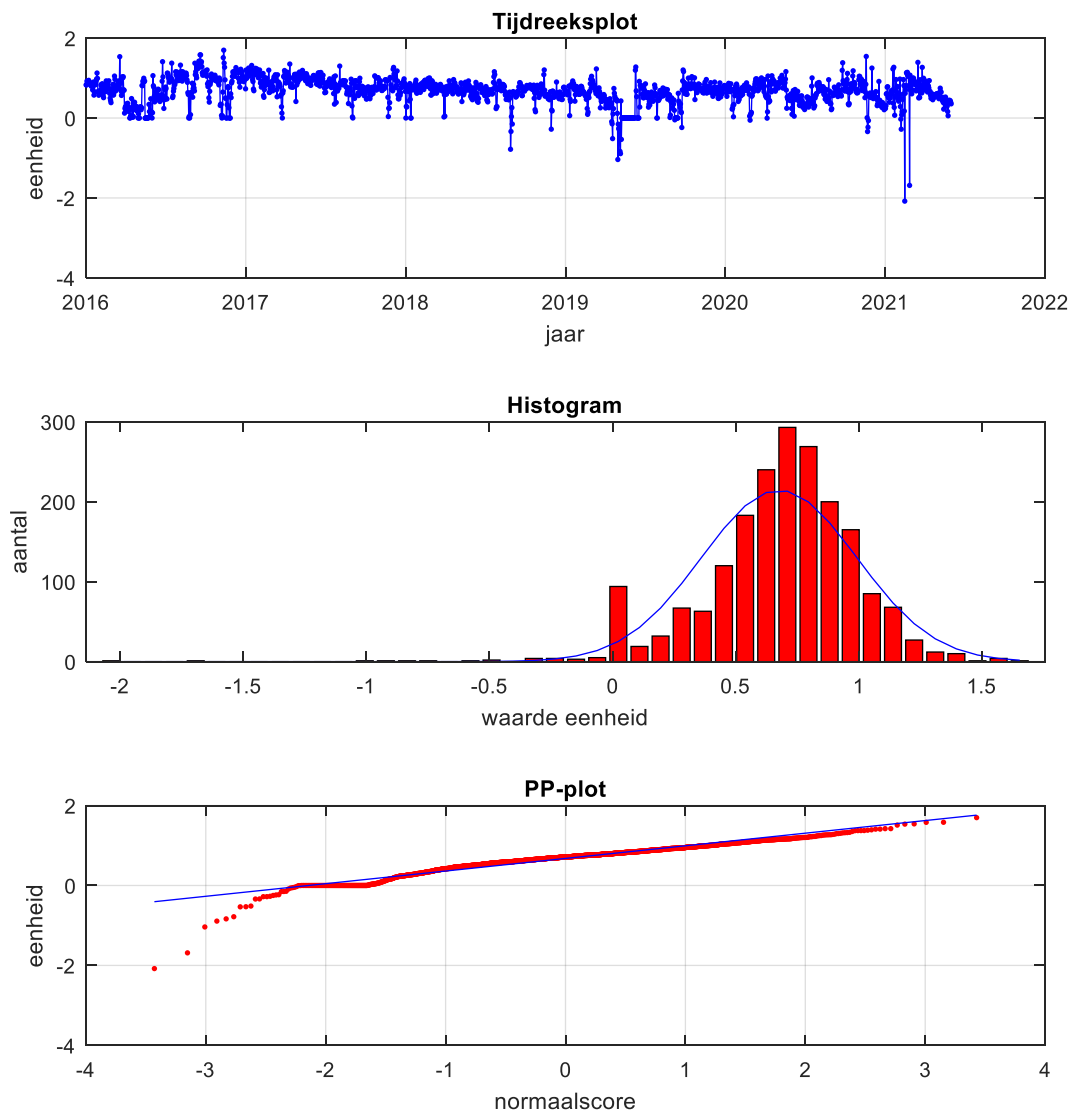 Tijdreeksplot
2
0
-2
-4
eenheid
2016 2017 2018 2019 2020 2021 2022
jaar
Histogram
300
200
100
0
aantal
-2 -1.5 -1 -0.5 0 0.5 1 1.5
waarde eenheid
PP-plot
2
0
-2
-4
eenheid
-4 -3 -2 -1 0 1 2 3 4
normaalscore